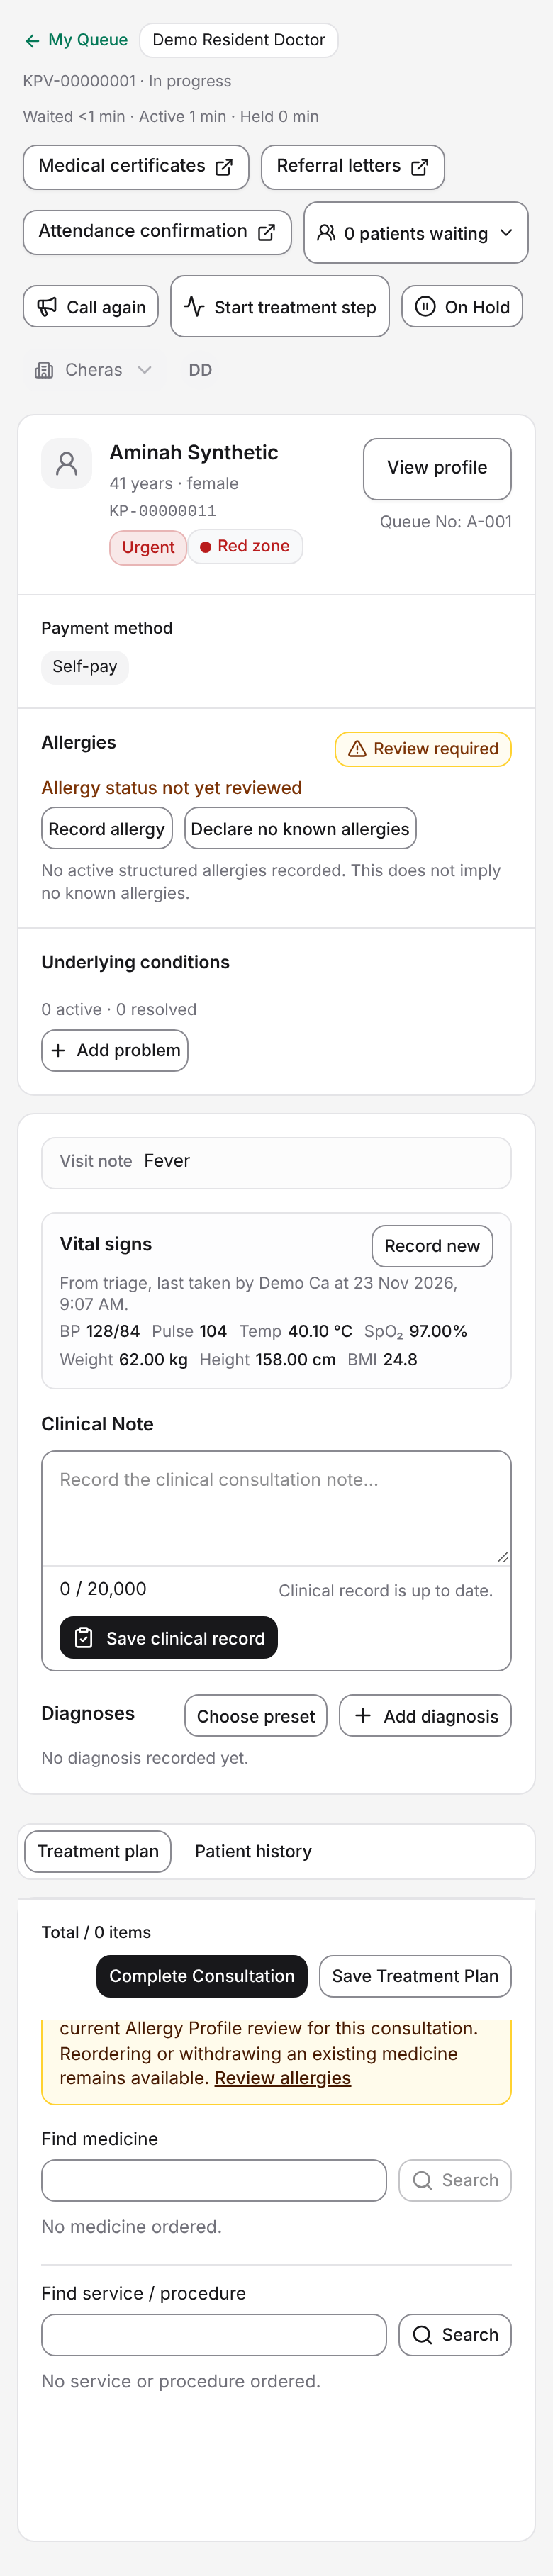 My Queue Demo Resident Doctor
KPV-00000001 · In progress
Waited <1 min · Active 1 min · Held 0 min
Medical certificates Referral letters
Attendance confirmation 0 patients waiting
Call again Start treatment step On Hold
Cheras DD
Aminah Synthetic
View profile
41 years · female
KP-00000011
Queue No: A-001
Urgent Red zone
Payment method
Self-pay
Allergies Review required
Allergy status not yet reviewed
Record allergy Declare no known allergies
No active structured allergies recorded. This does not imply
no known allergies.
Underlying conditions
0 active · 0 resolved
Add problem
Visit note Fever
Vital signs Record new
From triage, last taken by Demo Ca at 23 Nov 2026,
9:07 AM.
BP 128/84 Pulse 104 Temp 40.10 °C SpO₂ 97.00%
Weight 62.00 kg Height 158.00 cm BMI 24.8
Clinical Note
Record the clinical consultation note...
0 / 20,000 Clinical record is up to date.
Save clinical record
Diagnoses Choose preset Add diagnosis
No diagnosis recorded yet.
Treatment plan Patient history
Total / 0 items
Complete Consultation Save Treatment Plan
current Allergy Profile review for this consultation.
Reordering or withdrawing an existing medicine
remains available. Review allergies
Find medicine
Search
No medicine ordered.
Find service / procedure
Search
No service or procedure ordered.